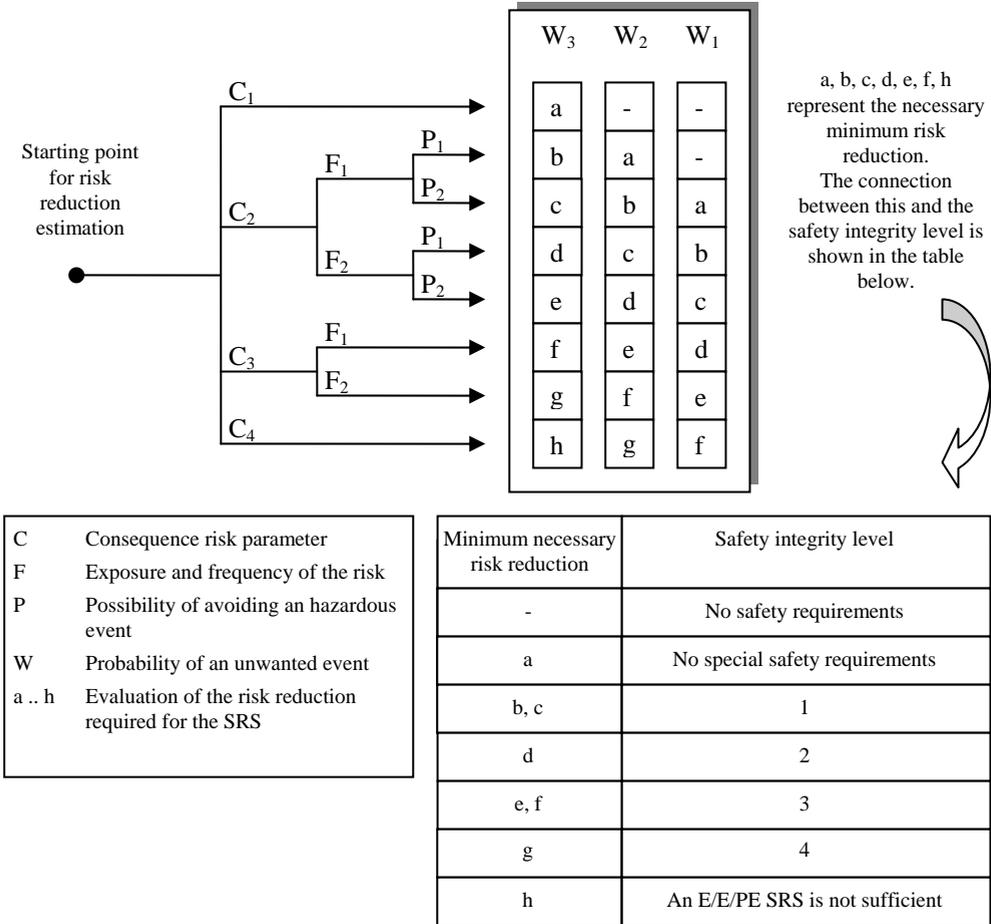 W₃ W₂ W₁
C₁
a - -
P₁
b a -
F₁
P₂
c b a
C₂
P₁
d c b
F₂
P₂
e d c
F₁
f e d
C₃
F₂
g f e
C₄
h g f
Starting point
for risk
reduction
estimation
a, b, c, d, e, f, h
represent the necessary
minimum risk
reduction.
The connection
between this and the
safety integrity level is
shown in the table
below.
C Consequence risk parameter
F Exposure and frequency of the risk
P Possibility of avoiding an hazardous
event
W Probability of an unwanted event
a .. h Evaluation of the risk reduction
required for the SRS
Minimum necessary
risk reduction
Safety integrity level
- No safety requirements
a No special safety requirements
b, c 1
d 2
e, f 3
g 4
h An E/E/PE SRS is not sufficient